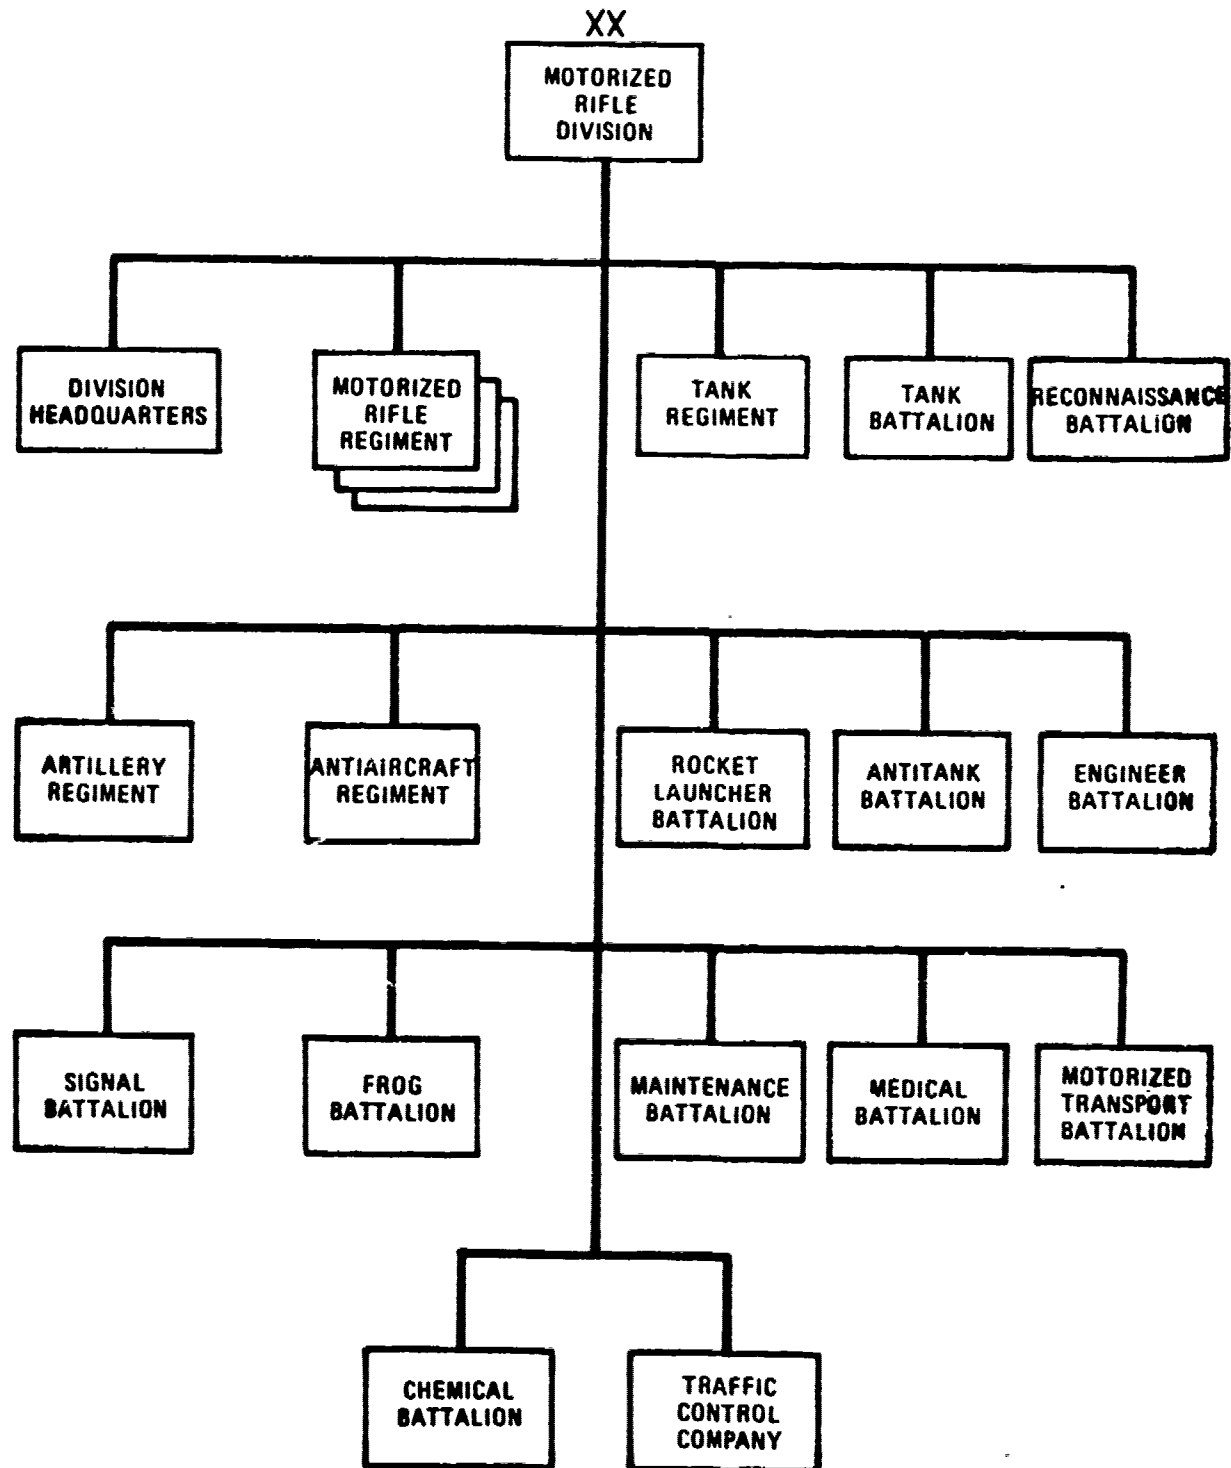 XX
MOTORIZED
RIFLE
DIVISION
DIVISION
HEADQUARTERS
MOTORIZED
RIFLE
REGIMENT
TANK
REGIMENT
TANK
BATTALION
RECONNAISSANCE
BATTALION
ARTILLERY
REGIMENT
ANTIAIRCRAFT
REGIMENT
ROCKET
LAUNCHER
BATTALION
ANTITANK
BATTALION
ENGINEER
BATTALION
SIGNAL
BATTALION
FROG
BATTALION
MAINTENANCE
BATTALION
MEDICAL
BATTALION
MOTORIZED
TRANSPORT
BATTALION
CHEMICAL
BATTALION
TRAFFIC
CONTROL
COMPANY